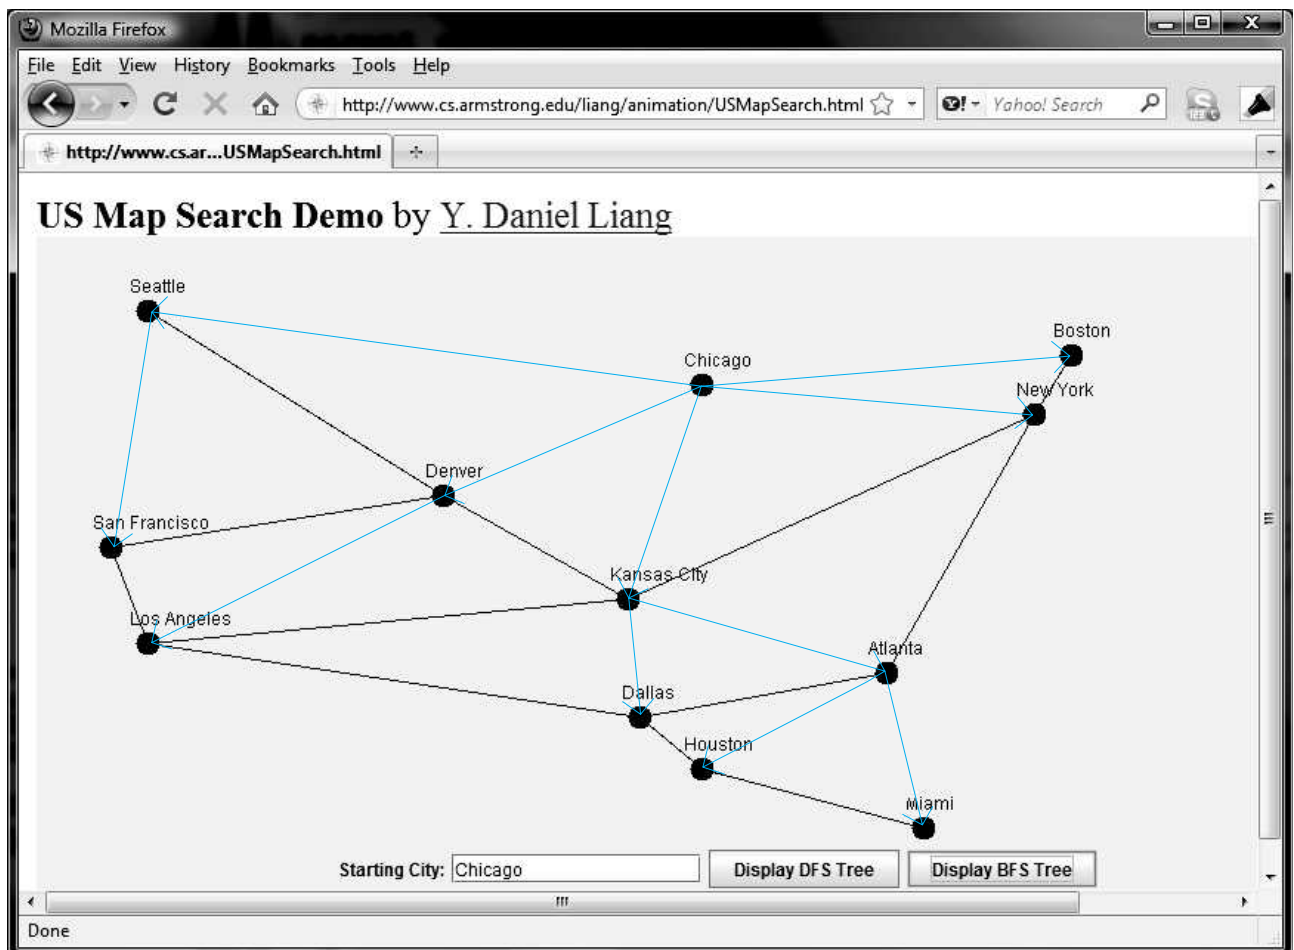 Mozilla Firefox
File Edit View History Bookmarks Tools Help
http://www.cs.armstrong.edu/liang/animation/USMapSearch.html Y! Yahoo! Search
http://www.cs.ar...USMapSearch.html
US Map Search Demo by Y. Daniel Liang
Seattle
Boston
Chicago
New York
Denver
San Francisco
Kansas City
Los Angeles
Atlanta
Dallas
Houston
Miami
Starting City: Chicago Display DFS Tree Display BFS Tree
Done